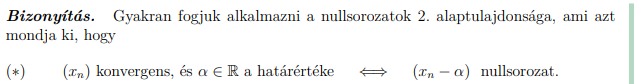 Bizonyítás. Gyakran fogjuk alkalmazni a nullsorozatok 2. alaptulajdonsága, ami azt
mondja ki, hogy
(∗) (xₙ) konvergens, és α ∈ ℝ a határértéke ⟺ (xₙ − α) nullsorozat.